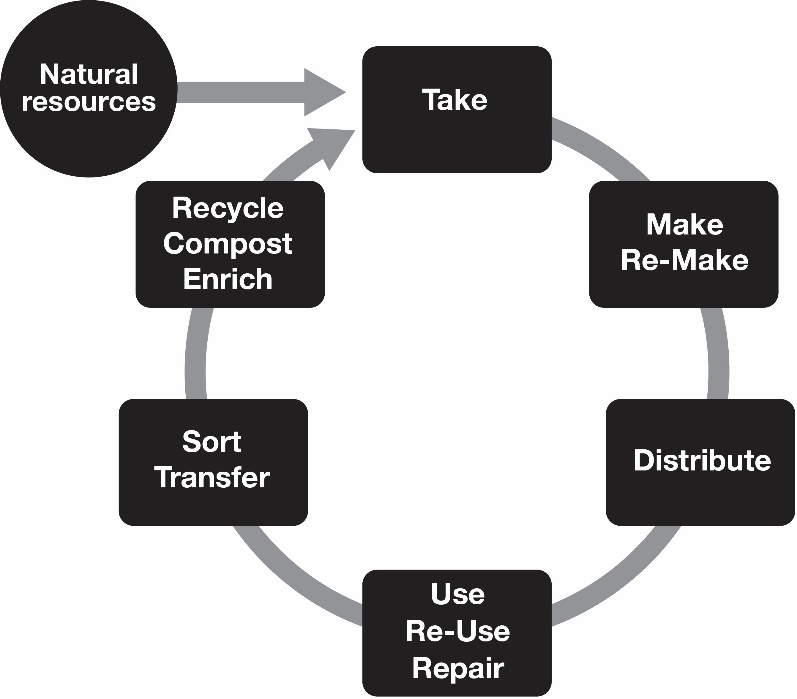 Natural
resources
Take
Make
Re-Make
Distribute
Use
Re-Use
Repair
Sort
Transfer
Recycle
Compost
Enrich